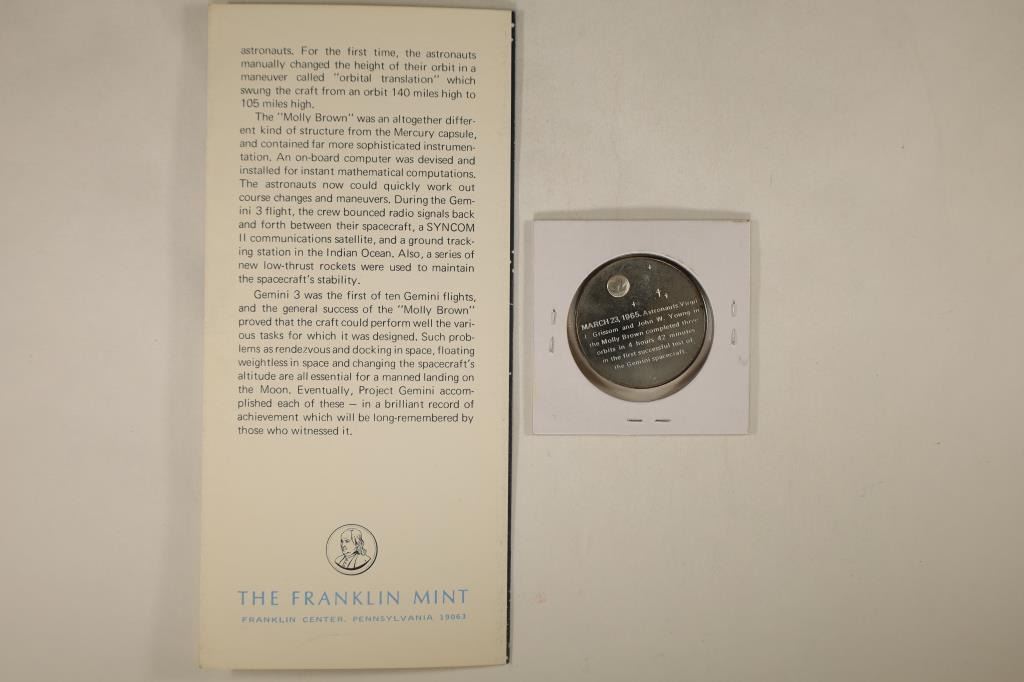 astronauts. For the first time, the astronauts
manually changed the height of their orbit in a
maneuver called "orbital translation" which
swung the craft from an orbit 140 miles high to
105 miles high.
The "Molly Brown" was an altogether differ-
ent kind of structure from the Mercury capsule,
and contained far more sophisticated instrumen-
tation. An on-board computer was devised and
installed for instant mathematical computations.
The astronauts now could quickly work out
course changes and maneuvers. During the Gem-
ini 3 flight, the crew bounced radio signals back
and forth between their spacecraft, a SYNCOM
II communications satellite, and a ground track-
ing station in the Indian Ocean. Also, a series of
new low-thrust rockets were used to maintain
the spacecraft's stability.
Gemini 3 was the first of ten Gemini flights,
and the general success of the "Molly Brown"
proved that the craft could perform well the vari-
ous tasks for which it was designed. Such prob-
lems as rendezvous and docking in space, floating
weightless in space and changing the spacecraft's
altitude are all essential for a manned landing on
the Moon. Eventually, Project Gemini accom-
plished each of these — in a brilliant record of
achievement which will be long-remembered by
those who witnessed it.
THE FRANKLIN MINT
FRANKLIN CENTER, PENNSYLVANIA 19063
MARCH 23, 1965. Astronauts Virgil
I. Grissom and John W. Young in
the Molly Brown completed three
orbits in 4 hours 42 minutes
in the first successful test of
the Gemini spacecraft.